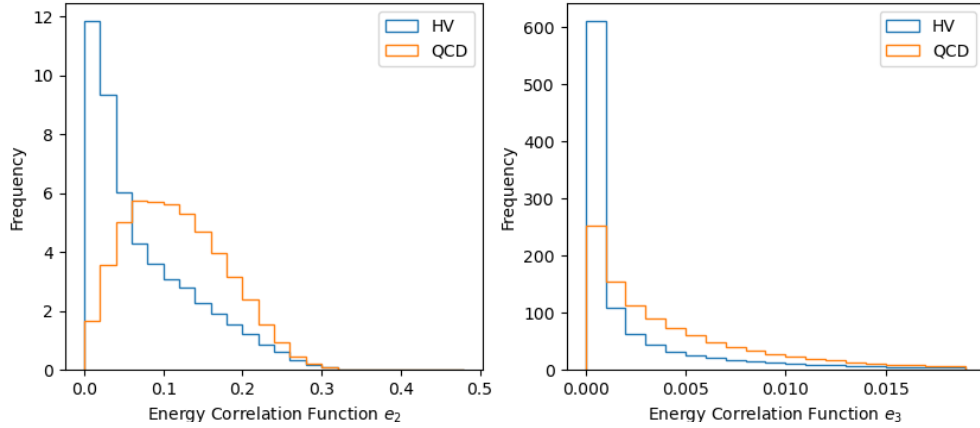 12
10
8
6
4
2
0
Frequency
HV
QCD
0.0 0.1 0.2 0.3 0.4 0.5
Energy Correlation Function e₂
600
500
400
300
200
100
0
Frequency
HV
QCD
0.000 0.005 0.010 0.015
Energy Correlation Function e₃